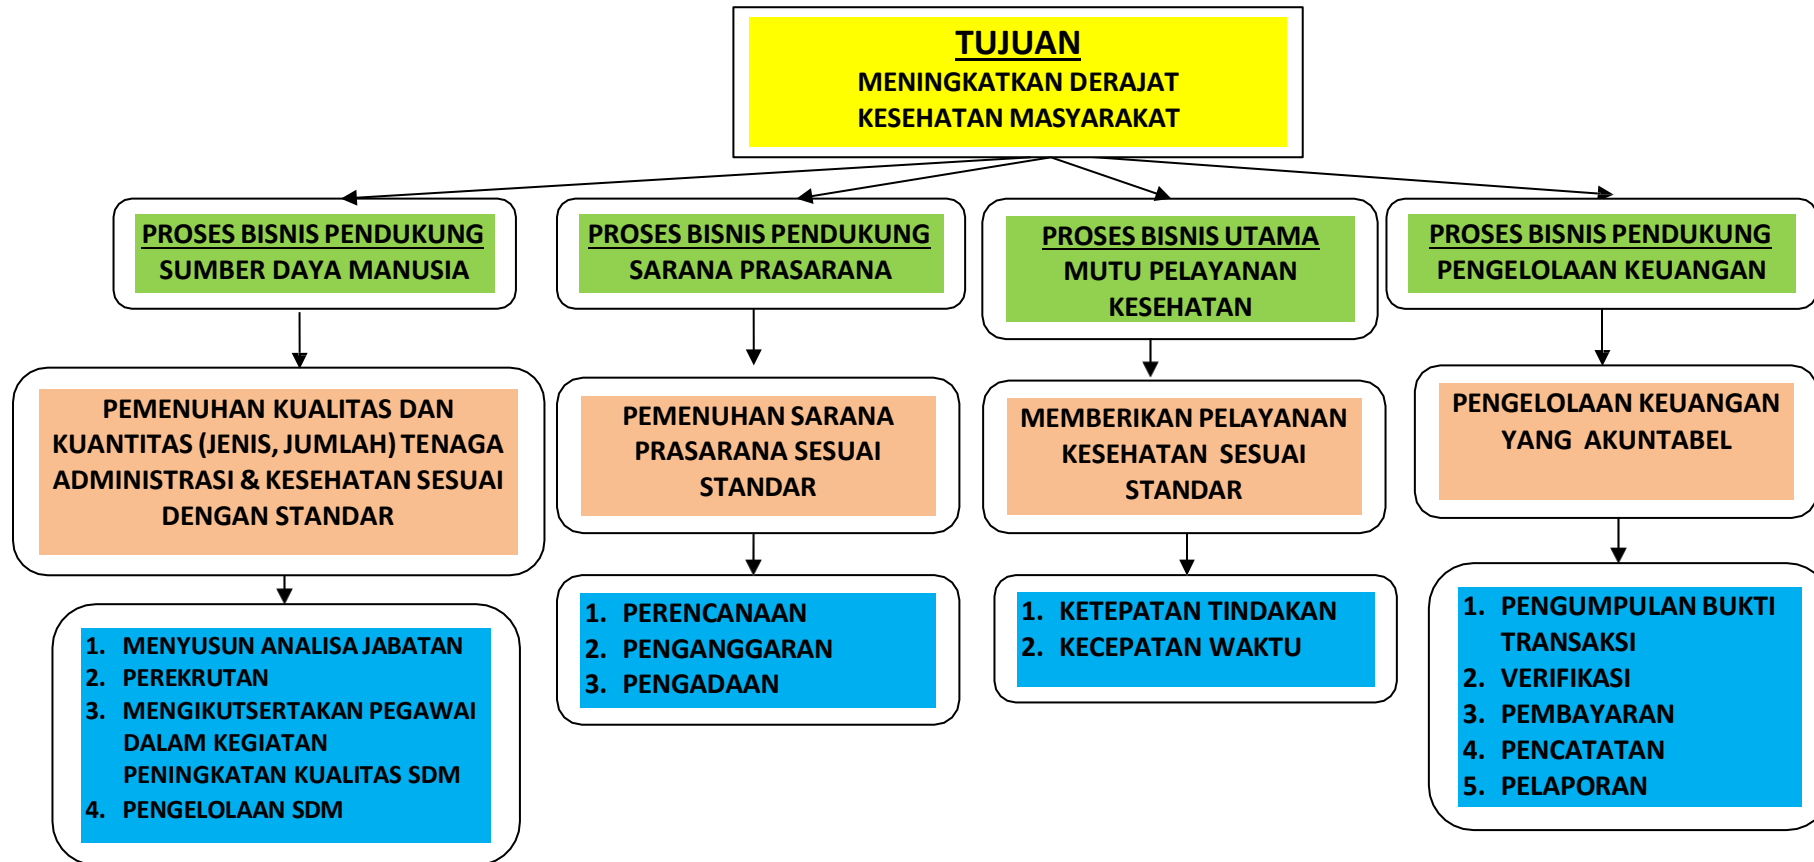 TUJUAN
MENINGKATKAN DERAJAT
KESEHATAN MASYARAKAT
PROSES BISNIS PENDUKUNG
SUMBER DAYA MANUSIA
PROSES BISNIS PENDUKUNG
SARANA PRASARANA
PROSES BISNIS UTAMA
MUTU PELAYANAN
KESEHATAN
PROSES BISNIS PENDUKUNG
PENGELOLAAN KEUANGAN
PEMENUHAN KUALITAS DAN
KUANTITAS (JENIS, JUMLAH) TENAGA
ADMINISTRASI & KESEHATAN SESUAI
DENGAN STANDAR
PEMENUHAN SARANA
PRASARANA SESUAI
STANDAR
MEMBERIKAN PELAYANAN
KESEHATAN SESUAI
STANDAR
PENGELOLAAN KEUANGAN
YANG AKUNTABEL
1. MENYUSUN ANALISA JABATAN
2. PEREKRUTAN
3. MENGIKUTSERTAKAN PEGAWAI
DALAM KEGIATAN
PENINGKATAN KUALITAS SDM
4. PENGELOLAAN SDM
1. PERENCANAAN
2. PENGANGGARAN
3. PENGADAAN
1. KETEPATAN TINDAKAN
2. KECEPATAN WAKTU
1. PENGUMPULAN BUKTI
TRANSAKSI
2. VERIFIKASI
3. PEMBAYARAN
4. PENCATATAN
5. PELAPORAN